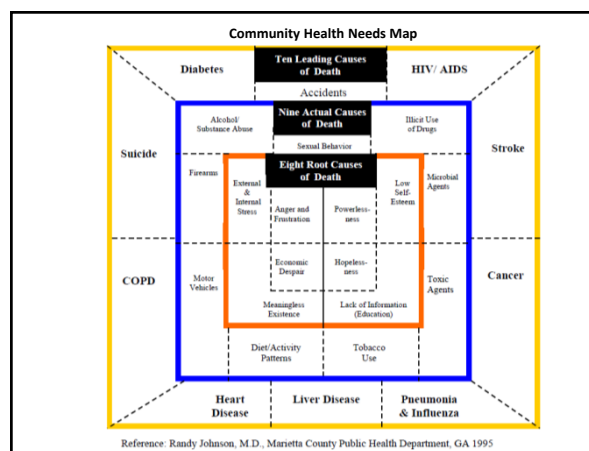 Community Health Needs Map
Ten Leading Causes
of Death
Diabetes
HIV/ AIDS
Accidents
Nine Actual Causes
of Death
Alcohol/
Substance Abuse
Illicit Use
of Drugs
Sexual Behavior
Suicide
Stroke
Eight Root Causes
of Death
Firearms
External
&
Internal
Stress
Low
Self-
Esteem
Microbial
Agents
Anger and
Frustration
Powerless-
ness
Economic
Despair
Hopeless-
ness
COPD
Motor
Vehicles
Toxic
Agents
Cancer
Meaningless
Existence
Lack of Information
(Education)
Diet/Activity
Patterns
Tobacco
Use
Heart
Disease
Liver Disease
Pneumonia
& Influenza
Reference: Randy Johnson, M.D., Marietta County Public Health Department, GA 1995